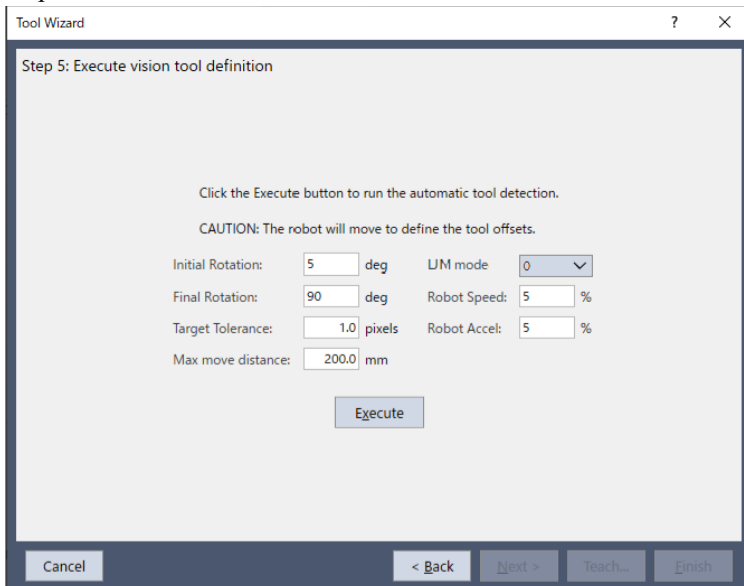 Tool Wizard ? ×
Step 5: Execute vision tool definition
Click the Execute button to run the automatic tool detection.
CAUTION: The robot will move to define the tool offsets.
Initial Rotation: 5 deg LJM mode 0
Final Rotation: 90 deg Robot Speed: 5 %
Target Tolerance: 1.0 pixels Robot Accel: 5 %
Max move distance: 200.0 mm
Execute
Cancel < Back Next > Teach... Finish